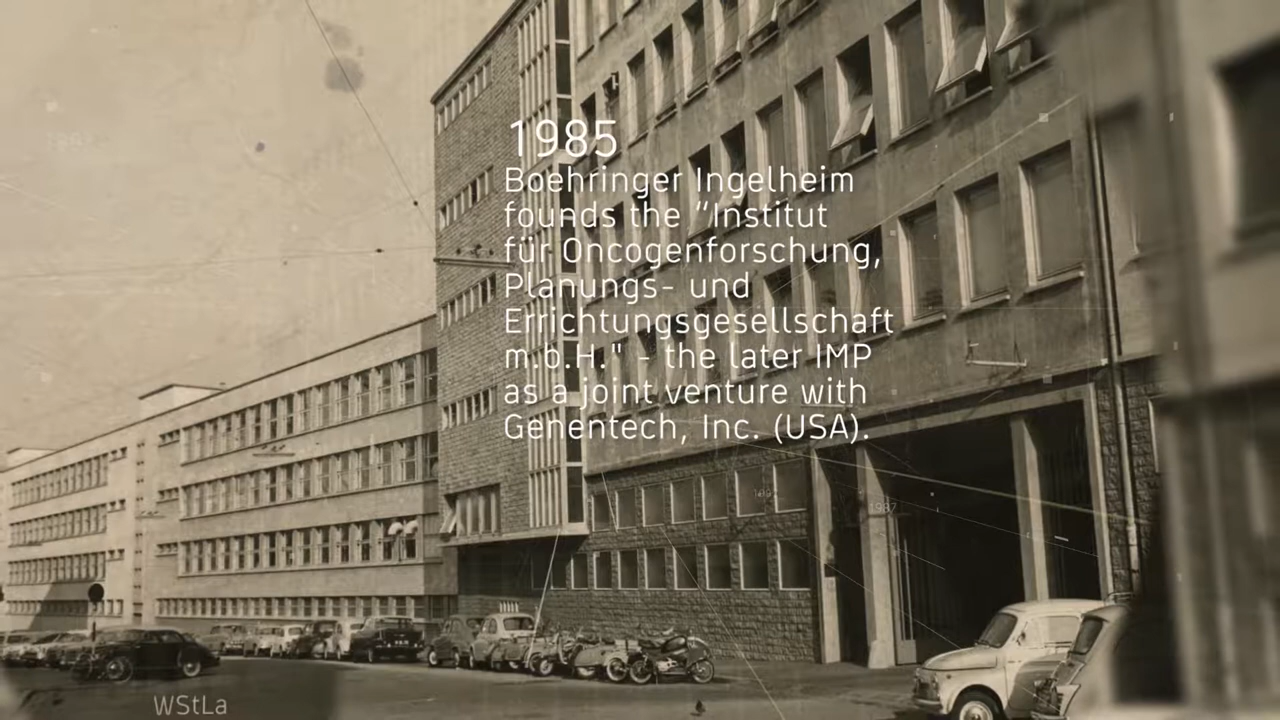 1985
Boehringer Ingelheim
founds the “Institut
für Oncogenforschung,
Planungs- und
Errichtungsgesellschaft
m.b.H." - the later IMP
as a joint venture with
Genentech, Inc. (USA).
1987
WStLa